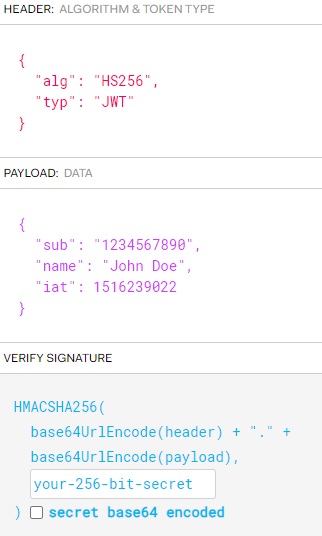 HEADER: ALGORITHM & TOKEN TYPE
{
"alg": "HS256",
"typ": "JWT"
}
PAYLOAD: DATA
{
"sub": "1234567890",
"name": "John Doe",
"iat": 1516239022
}
VERIFY SIGNATURE
HMACSHA256(
base64UrlEncode(header) + "." +
base64UrlEncode(payload),
your-256-bit-secret
) secret base64 encoded